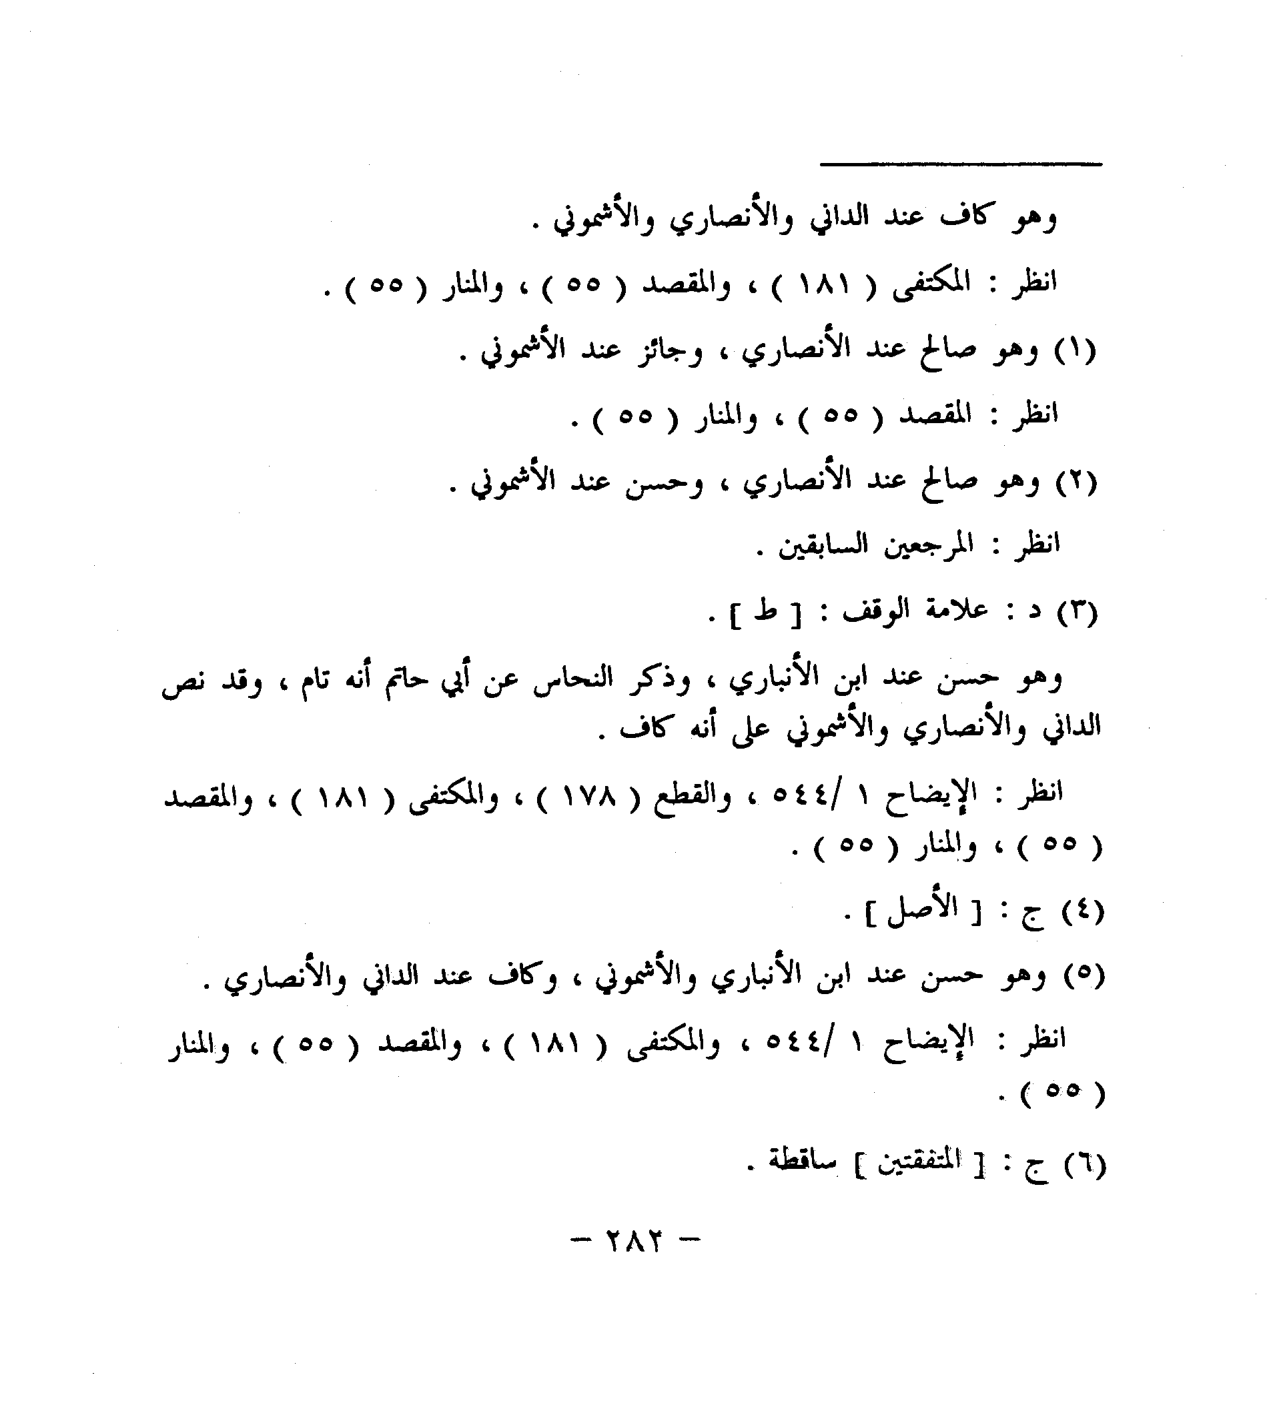 وهو كاف عند الداني والأنصاري والأشموني .
انظر : المكتفى ( ١٨١ ) ، والمقصد ( ٥٥ ) ، والمنار ( ٥٥ ) .
(١) وهو صالح عند الأنصاري ، وجائز عند الأشموني .
انظر : المقصد ( ٥٥ ) ، والمنار ( ٥٥ ) .
(٢) وهو صالح عند الأنصاري ، وحسن عند الأشموني .
انظر : المرجعين السابقين .
(٣) د : علامة الوقف : [ ط ] .
وهو حسن عند ابن الأنباري ، وذكر النحاس عن أبي حاتم أنه تام ، وقد نص
الداني والأنصاري والأشموني على أنه كاف .
انظر : الإيضاح ١ /٥٤٤ ، والقطع ( ١٧٨ ) ، والمكتفى ( ١٨١ ) ، والمقصد
( ٥٥ ) ، والمنار ( ٥٥ ) .
(٤) ج : [ الأصل ] .
(٥) وهو حسن عند ابن الأنباري والأشموني ، وكاف عند الداني والأنصاري .
انظر : الإيضاح ١ /٥٤٤ ، والمكتفى ( ١٨١ ) ، والمقصد ( ٥٥ ) ، والمنار
( ٥٥ ) .
(٦) ج : [ المتفقتين ] ساقطة .
– ٢٨٢ –